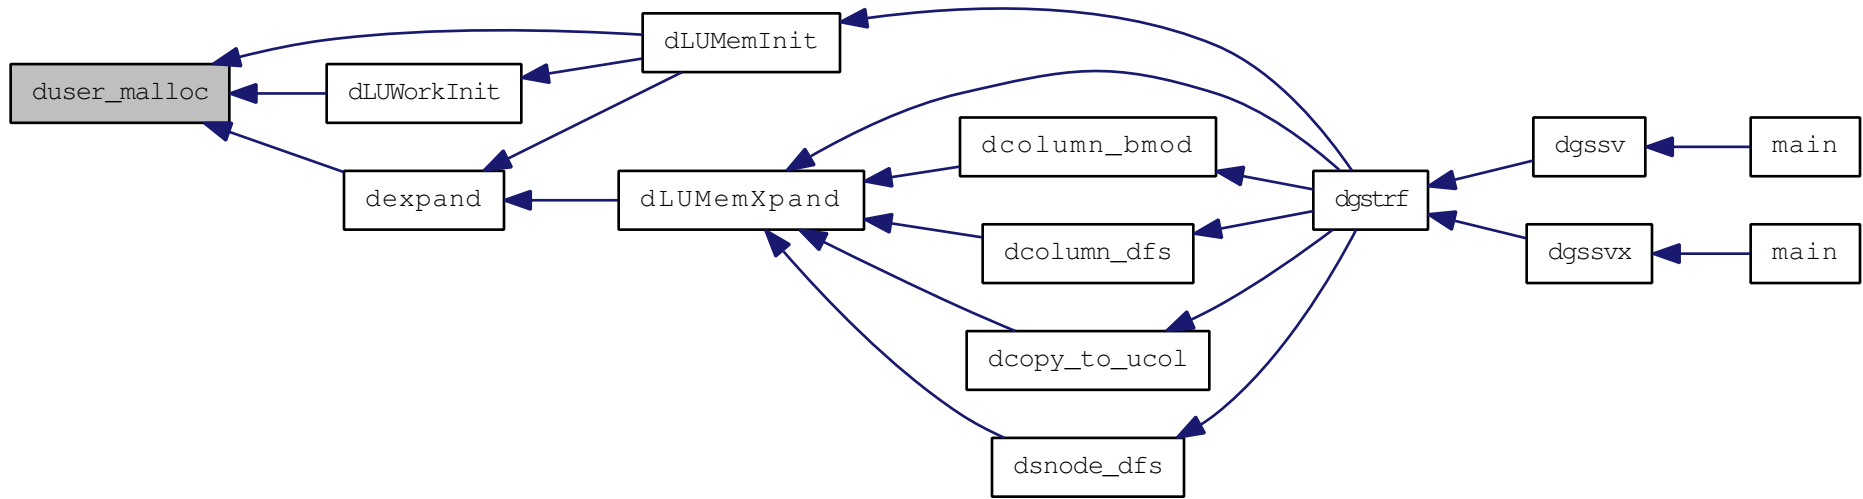 dLUMemInit
duser_malloc
dLUWorkInit
dcolumn_bmod
dgssv
main
dexpand
dLUMemXpand
dgstrf
dcolumn_dfs
dgssvx
main
dcopy_to_ucol
dsnode_dfs